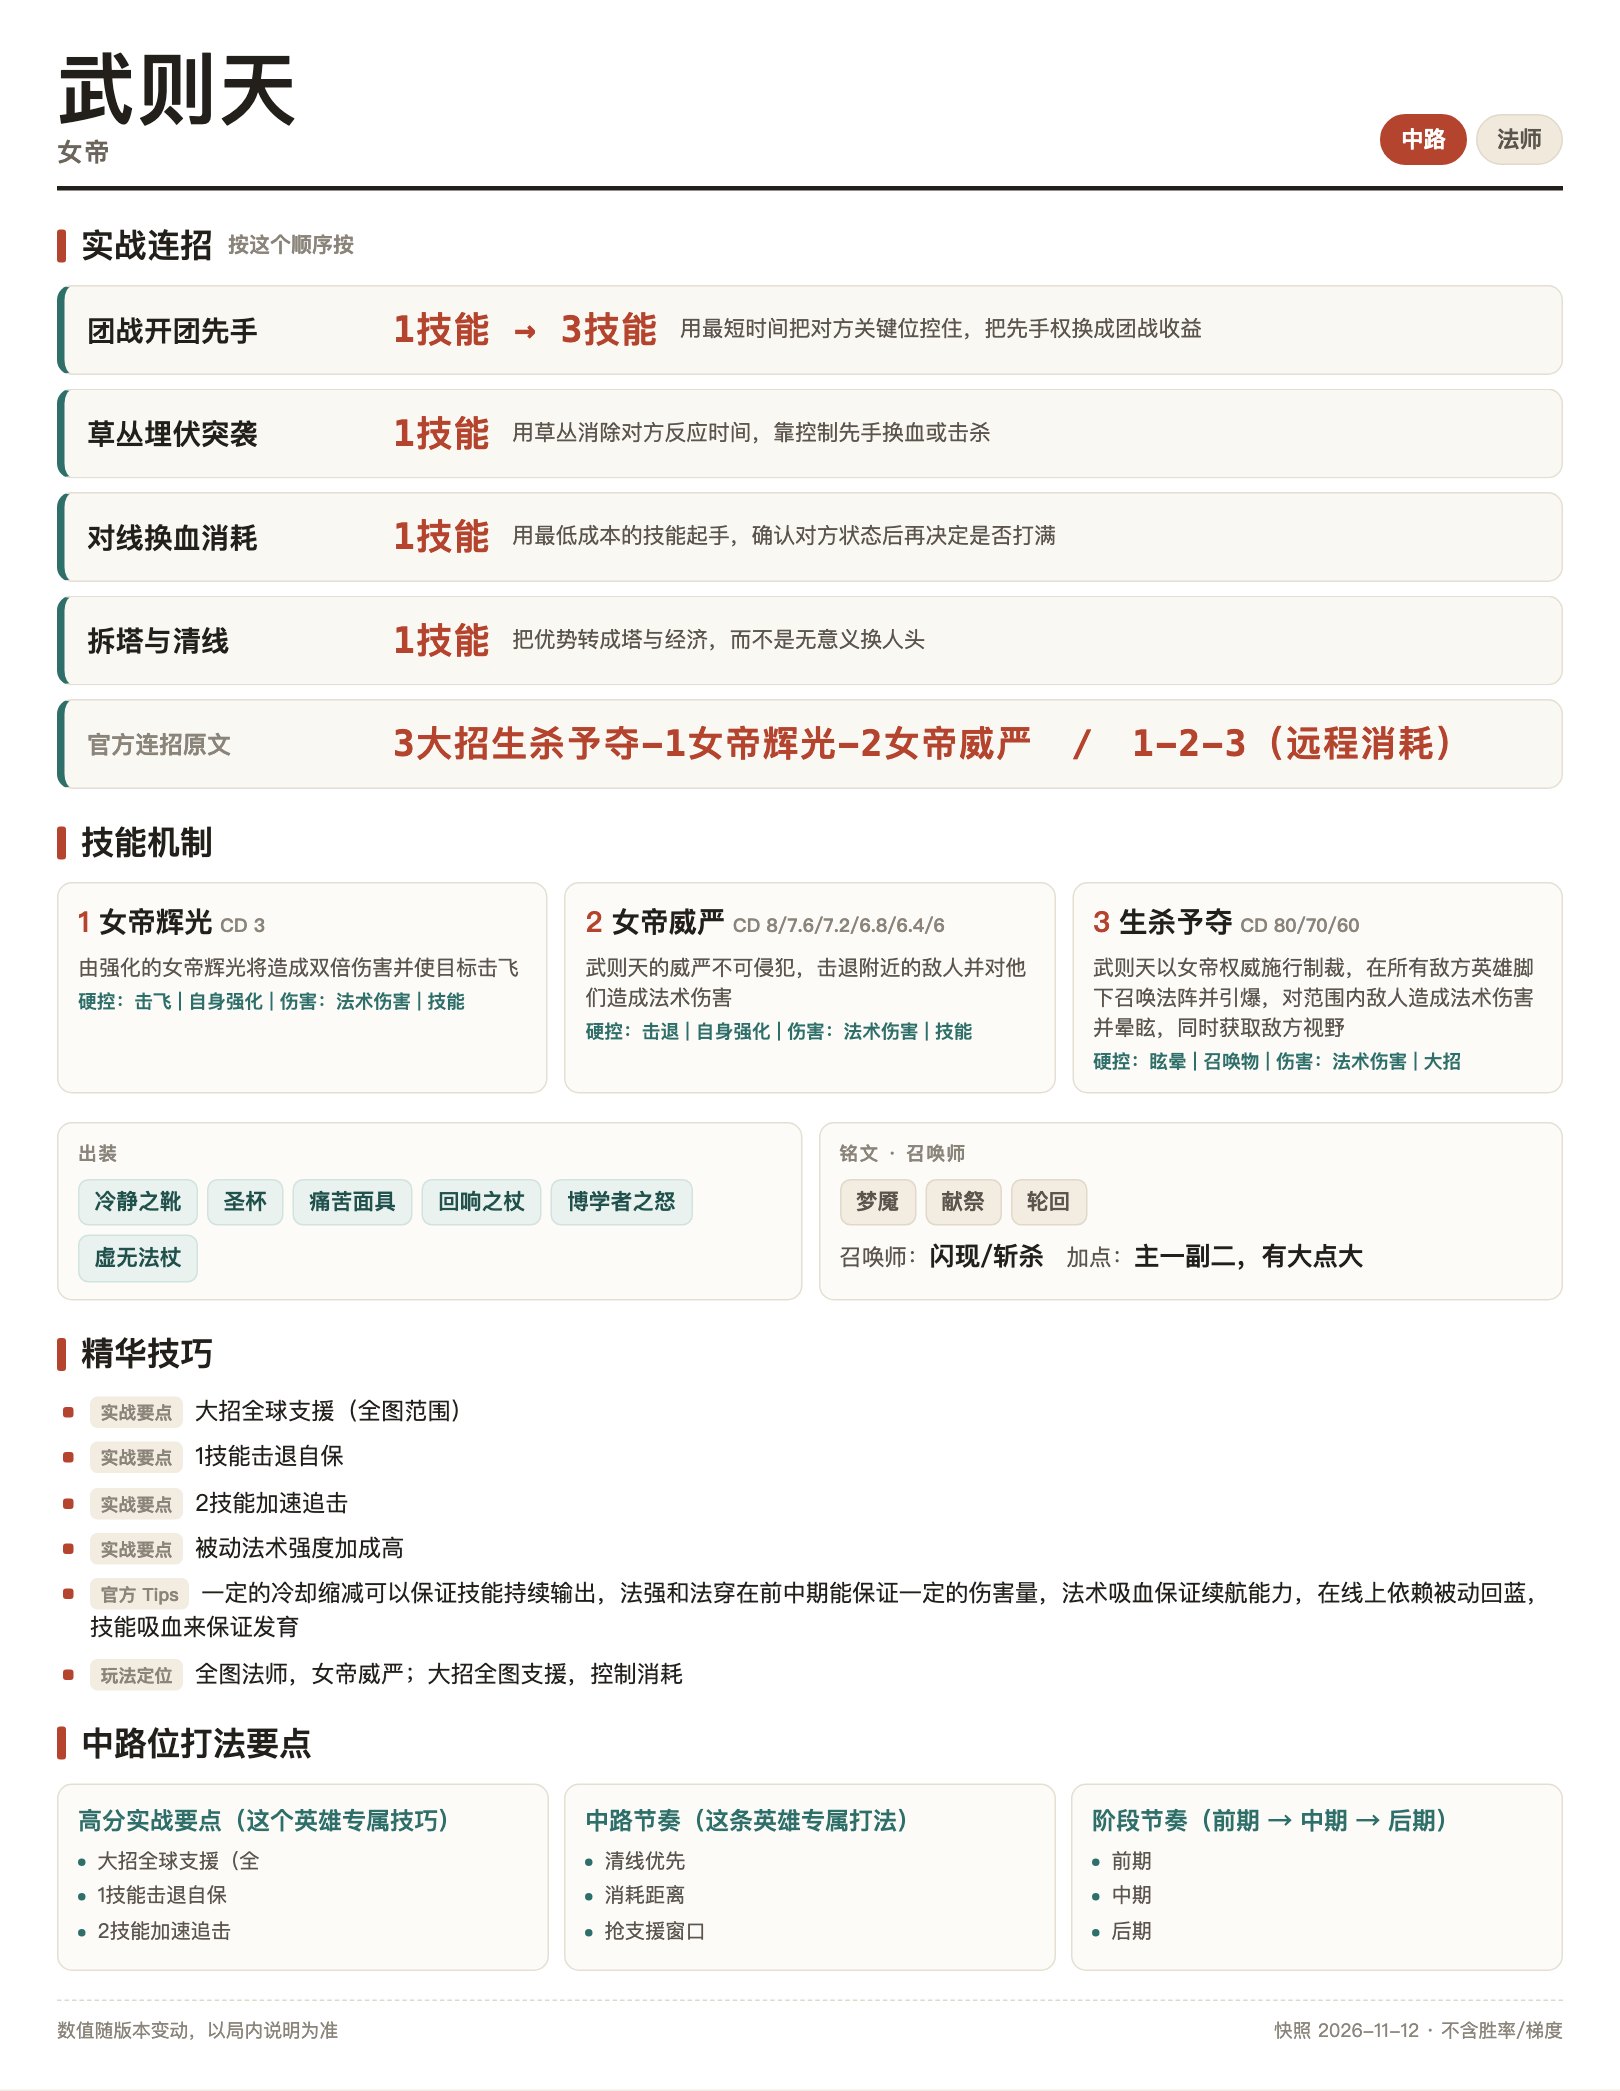 武则天
女帝
中路 法师
实战连招 按这个顺序按
团战开团先手 1技能 → 3技能 用最短时间把对方关键位控住，把先手权换成团战收益
草丛埋伏突袭 1技能 用草丛消除对方反应时间，靠控制先手换血或击杀
对线换血消耗 1技能 用最低成本的技能起手，确认对方状态后再决定是否打满
拆塔与清线 1技能 把优势转成塔与经济，而不是无意义换人头
官方连招原文 3大招生杀予夺-1女帝辉光-2女帝威严 / 1-2-3（远程消耗）
技能机制
1 女帝辉光 CD 3
由强化的女帝辉光将造成双倍伤害并使目标击飞
硬控：击飞 | 自身强化 | 伤害：法术伤害 | 技能
2 女帝威严 CD 8/7.6/7.2/6.8/6.4/6
武则天的威严不可侵犯，击退附近的敌人并对他
们造成法术伤害
硬控：击退 | 自身强化 | 伤害：法术伤害 | 技能
3 生杀予夺 CD 80/70/60
武则天以女帝权威施行制裁，在所有敌方英雄脚
下召唤法阵并引爆，对范围内敌人造成法术伤害
并晕眩，同时获取敌方视野
硬控：眩晕 | 召唤物 | 伤害：法术伤害 | 大招
出装
冷静之靴 圣杯 痛苦面具 回响之杖 博学者之怒
虚无法杖
铭文 · 召唤师
梦魇 献祭 轮回
召唤师：闪现/斩杀 加点：主一副二，有大点大
精华技巧
实战要点 大招全球支援（全图范围）
实战要点 1技能击退自保
实战要点 2技能加速追击
实战要点 被动法术强度加成高
官方 Tips 一定的冷却缩减可以保证技能持续输出，法强和法穿在前中期能保证一定的伤害量，法术吸血保证续航能力，在线上依赖被动回蓝，
技能吸血来保证发育
玩法定位 全图法师，女帝威严；大招全图支援，控制消耗
中路位打法要点
高分实战要点（这个英雄专属技巧）
大招全球支援（全
1技能击退自保
2技能加速追击
中路节奏（这条英雄专属打法）
清线优先
消耗距离
抢支援窗口
阶段节奏（前期 → 中期 → 后期）
前期
中期
后期
数值随版本变动，以局内说明为准
快照 2026-11-12 · 不含胜率/梯度